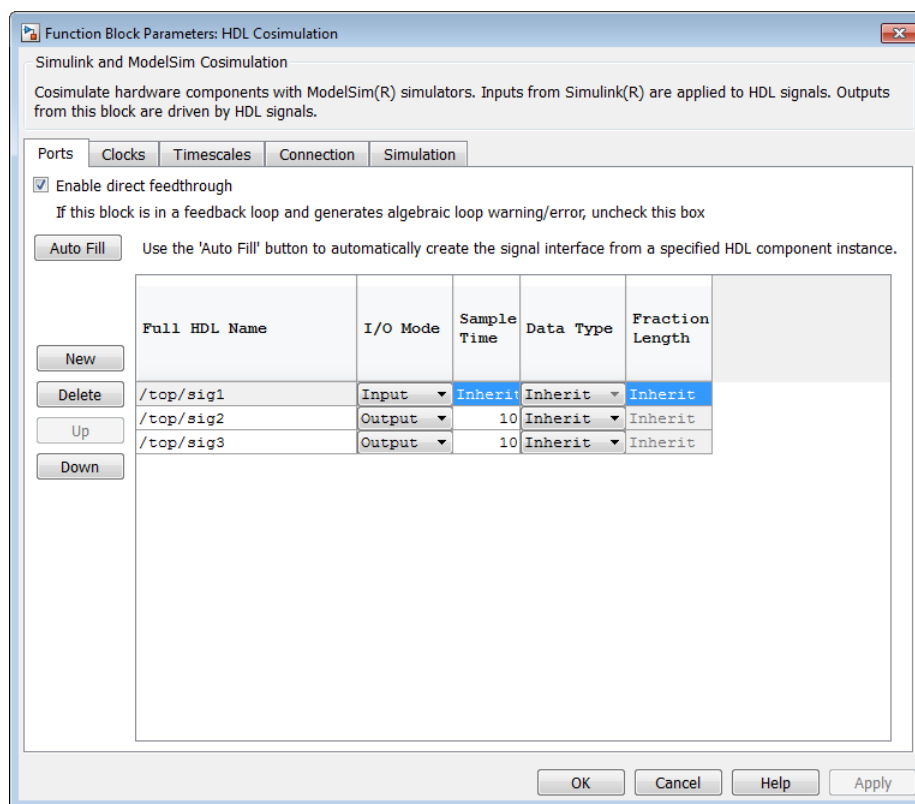 Function Block Parameters: HDL Cosimulation
Simulink and ModelSim Cosimulation
Cosimulate hardware components with ModelSim(R) simulators. Inputs from Simulink(R) are applied to HDL signals. Outputs
from this block are driven by HDL signals.
Ports Clocks Timescales Connection Simulation
Enable direct feedthrough
If this block is in a feedback loop and generates algebraic loop warning/error, uncheck this box
Auto Fill Use the 'Auto Fill' button to automatically create the signal interface from a specified HDL component instance.
Full HDL Name I/O Mode Sample Time Data Type Fraction Length
New
Delete /top/sig1 Input Inherit Inherit Inherit
/top/sig2 Output 10 Inherit Inherit
Up
/top/sig3 Output 10 Inherit Inherit
Down
OK Cancel Help Apply